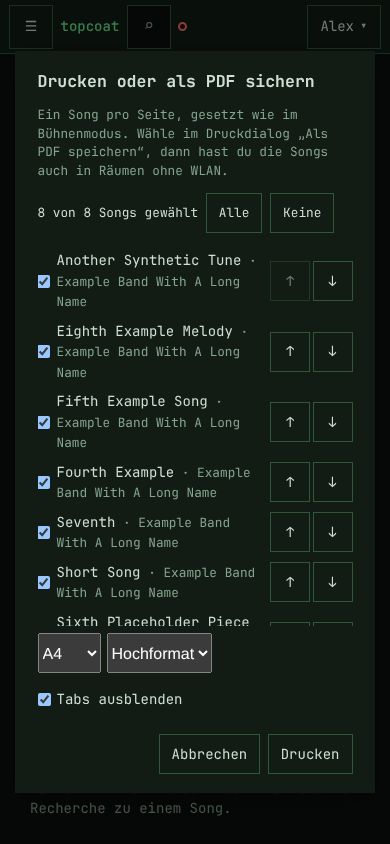 ☰ topcoat Alex ▾
Drucken oder als PDF sichern
Ein Song pro Seite, gesetzt wie im
Bühnenmodus. Wähle im Druckdialog „Als
PDF speichern“, dann hast du die Songs
auch in Räumen ohne WLAN.
8 von 8 Songs gewählt Alle Keine
Another Synthetic Tune ·
Example Band With A Long
Name
↑ ↓
Eighth Example Melody ·
Example Band With A Long
Name
↑ ↓
Fifth Example Song ·
Example Band With A Long
Name
↑ ↓
Fourth Example · Example
Band With A Long Name
↑ ↓
Seventh · Example Band
With A Long Name
↑ ↓
Short Song · Example Band
With A Long Name
↑ ↓
Sixth Placeholder Piece
A4 Hochformat
Tabs ausblenden
Abbrechen Drucken
Recherche zu einem Song.